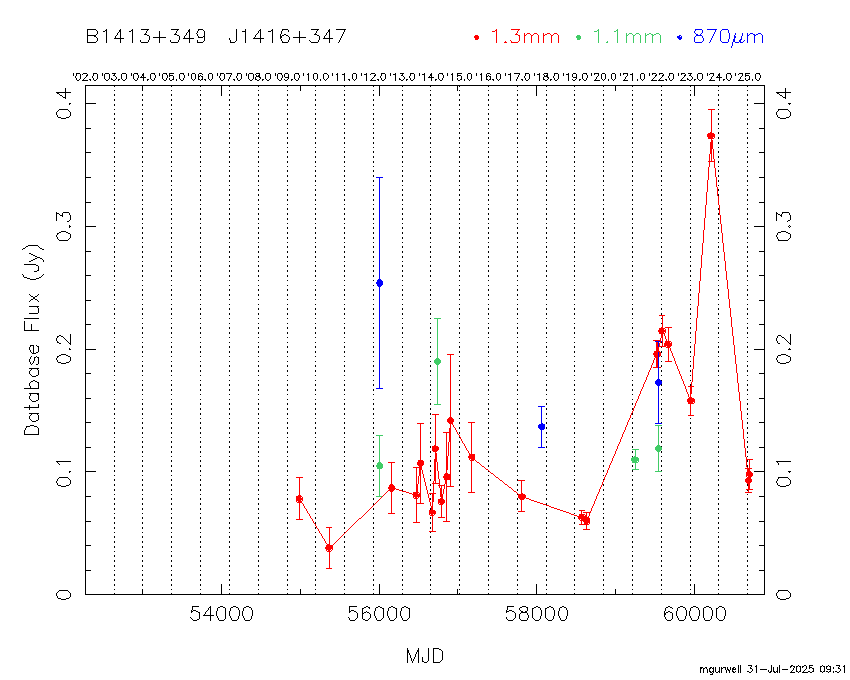 B1413+349 J1416+347 1.3mm 1.1mm 870μm
'02.0 '03.0 '04.0 '05.0 '06.0 '07.0 '08.0 '09.0 '10.0 '11.0 '12.0 '13.0 '14.0 '15.0 '16.0 '17.0 '18.0 '19.0 '20.0 '21.0 '22.0 '23.0 '24.0 '25.0
0.4 0.4
0.3 0.3
Database Flux (Jy)
0.2 0.2
0.1 0.1
0 0
54000 56000 58000 60000
MJD
mgurwell 31-Jul-2025 09:31